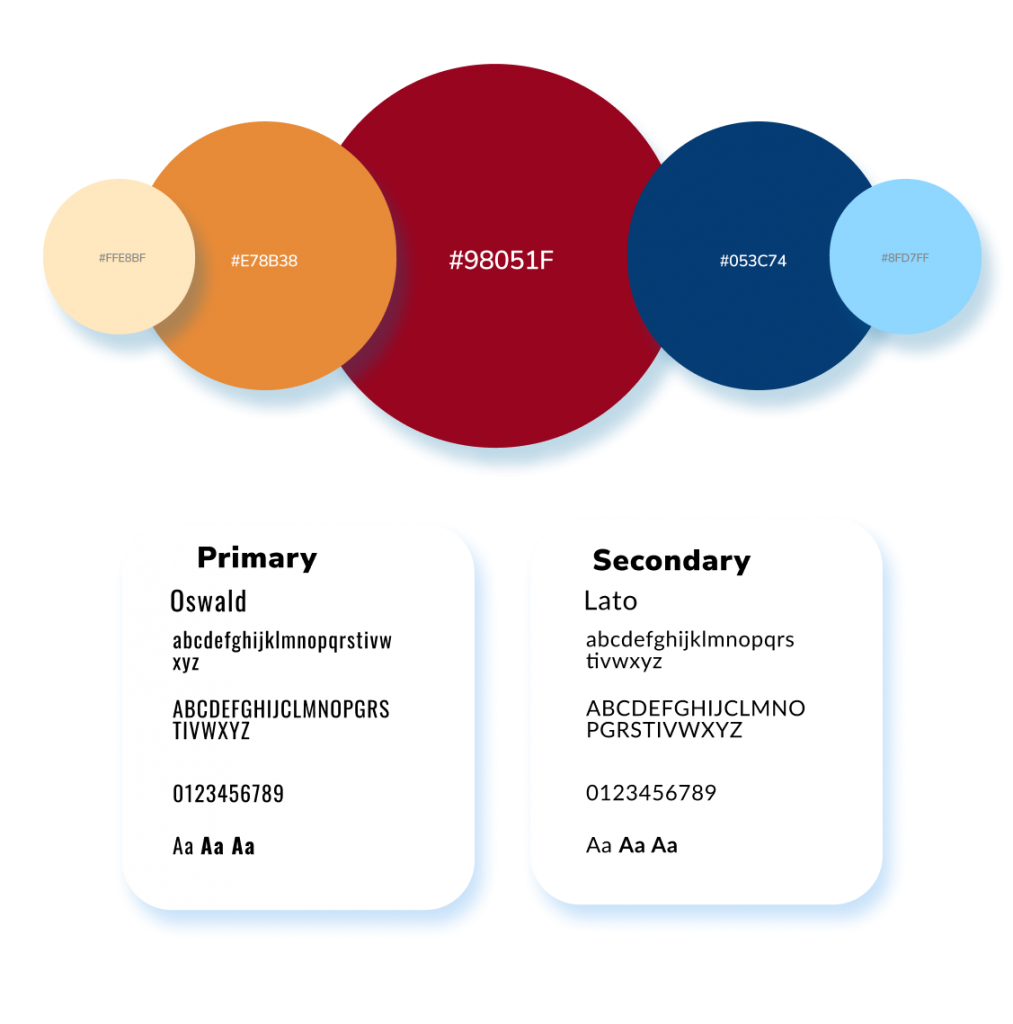 #FFE8BF
#E78B38
#98051F
#053C74
#8FD7FF
Primary
Oswald
abcdefghijklmnopqrstivw
xyz
ABCDEFGHIJCLMNOPGRS
TIVWXYZ
0123456789
Aa Aa Aa
Secondary
Lato
abcdefghijklmnopqrs
tivwxyz
ABCDEFGHIJCLMNO
PGRSTIVWXYZ
0123456789
Aa Aa Aa